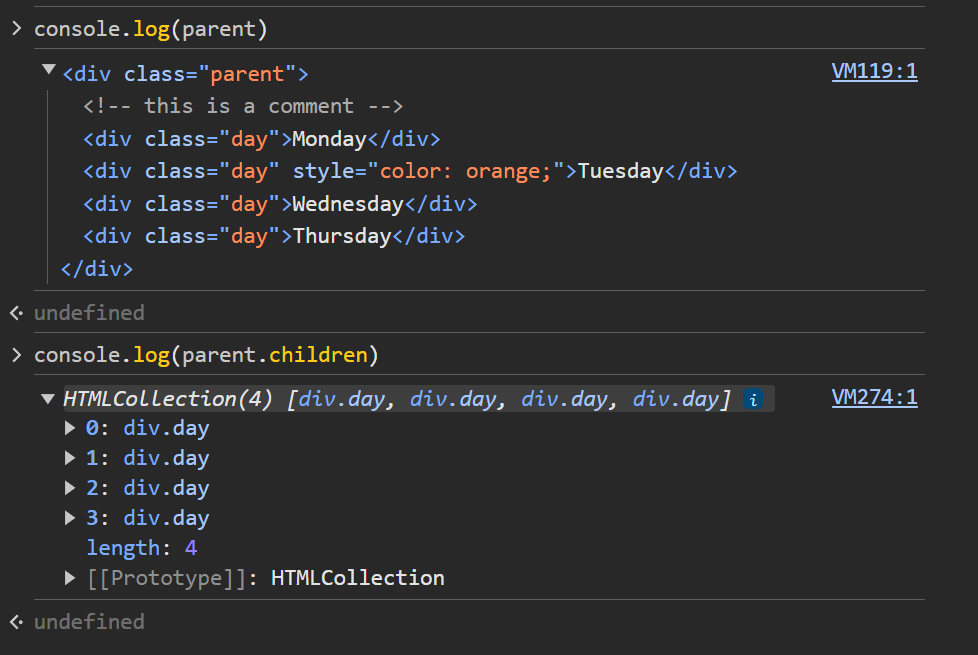 console.log(parent)
<div class="parent"> VM119:1
<!-- this is a comment -->
<div class="day">Monday</div>
<div class="day" style="color: orange;">Tuesday</div>
<div class="day">Wednesday</div>
<div class="day">Thursday</div>
</div>
undefined
console.log(parent.children)
HTMLCollection(4) [div.day, div.day, div.day, div.day] i VM274:1
0: div.day
1: div.day
2: div.day
3: div.day
length: 4
[[Prototype]]: HTMLCollection
undefined